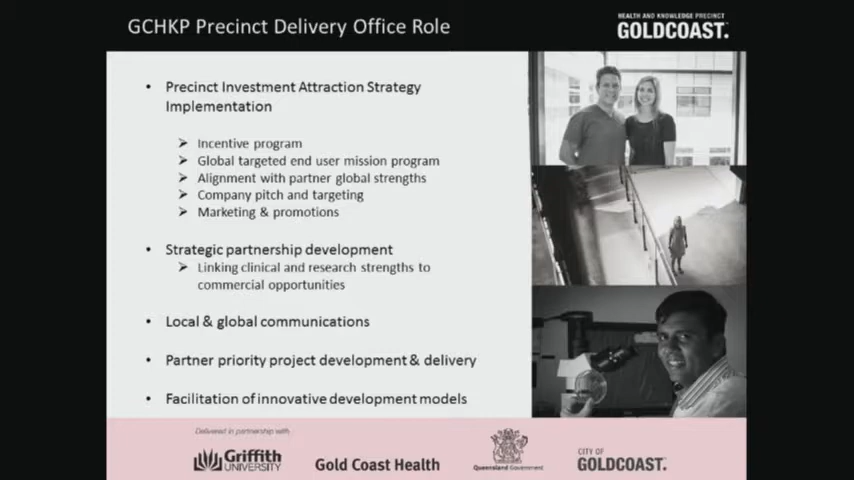 GCHKP Precinct Delivery Office Role
HEALTH AND KNOWLEDGE PRECINCT
GOLDCOAST.
• Precinct Investment Attraction Strategy
Implementation
➢ Incentive program
➢ Global targeted end user mission program
➢ Alignment with partner global strengths
➢ Company pitch and targeting
➢ Marketing & promotions
• Strategic partnership development
➢ Linking clinical and research strengths to
commercial opportunities
• Local & global communications
• Partner priority project development & delivery
• Facilitation of innovative development models
Delivered in partnership with
Griffith
UNIVERSITY
Gold Coast Health
Queensland Government
CITY OF
GOLDCOAST.